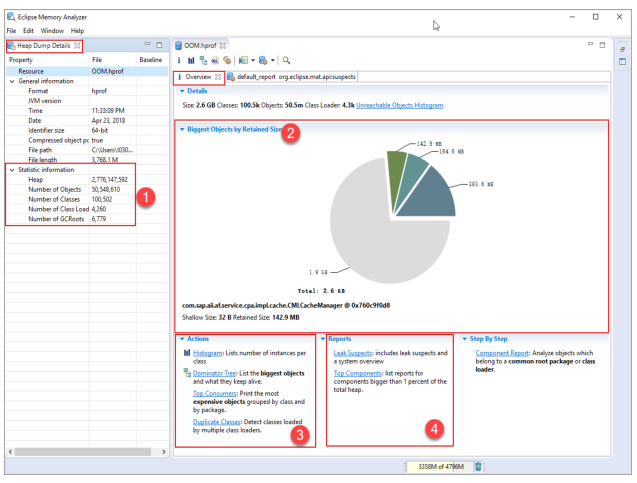 Eclipse Memory Analyzer
File Edit Window Help
Heap Dump Details
OOM.hprof
Property File Baseline
Resource OOM.hprof
General information
Format hprof
JVM version
Time 11:33:09 PM
Date Apr 23, 2018
Identifier size 64-bit
Compressed object pc true
File path C:\Users\I030...
File length 3,768.1 M
Statistic information
Heap 2,776,147,592
Number of Objects 50,548,610
Number of Classes 100,502
Number of Class Load 4,260
Number of GCRoots 6,779
1
i Overview default_report org.eclipse.mat.api:suspects
Details
Size: 2.6 GB Classes: 100.5k Objects: 50.5m Class Loader: 4.3k Unreachable Objects Histogram
Biggest Objects by Retained Size
2
142.9 MB
164.6 MB
393.6 MB
1.9 GB
Total: 2.6 GB
com.sap.aii.af.service.cpa.impl.cache.CMLCacheManager @ 0x760c9f0d8
Shallow Size: 32 B Retained Size: 142.9 MB
Actions
Histogram: Lists number of instances per
class
Dominator Tree: List the biggest objects
and what they keep alive.
Top Consumers: Print the most
expensive objects grouped by class and
by package.
Duplicate Classes: Detect classes loaded
by multiple class loaders.
3
Reports
Leak Suspects: includes leak suspects and
a system overview
Top Components: list reports for
components bigger than 1 percent of the
total heap.
4
Step By Step
Component Report: Analyze objects which
belong to a common root package or class
loader.
3358M of 4796M